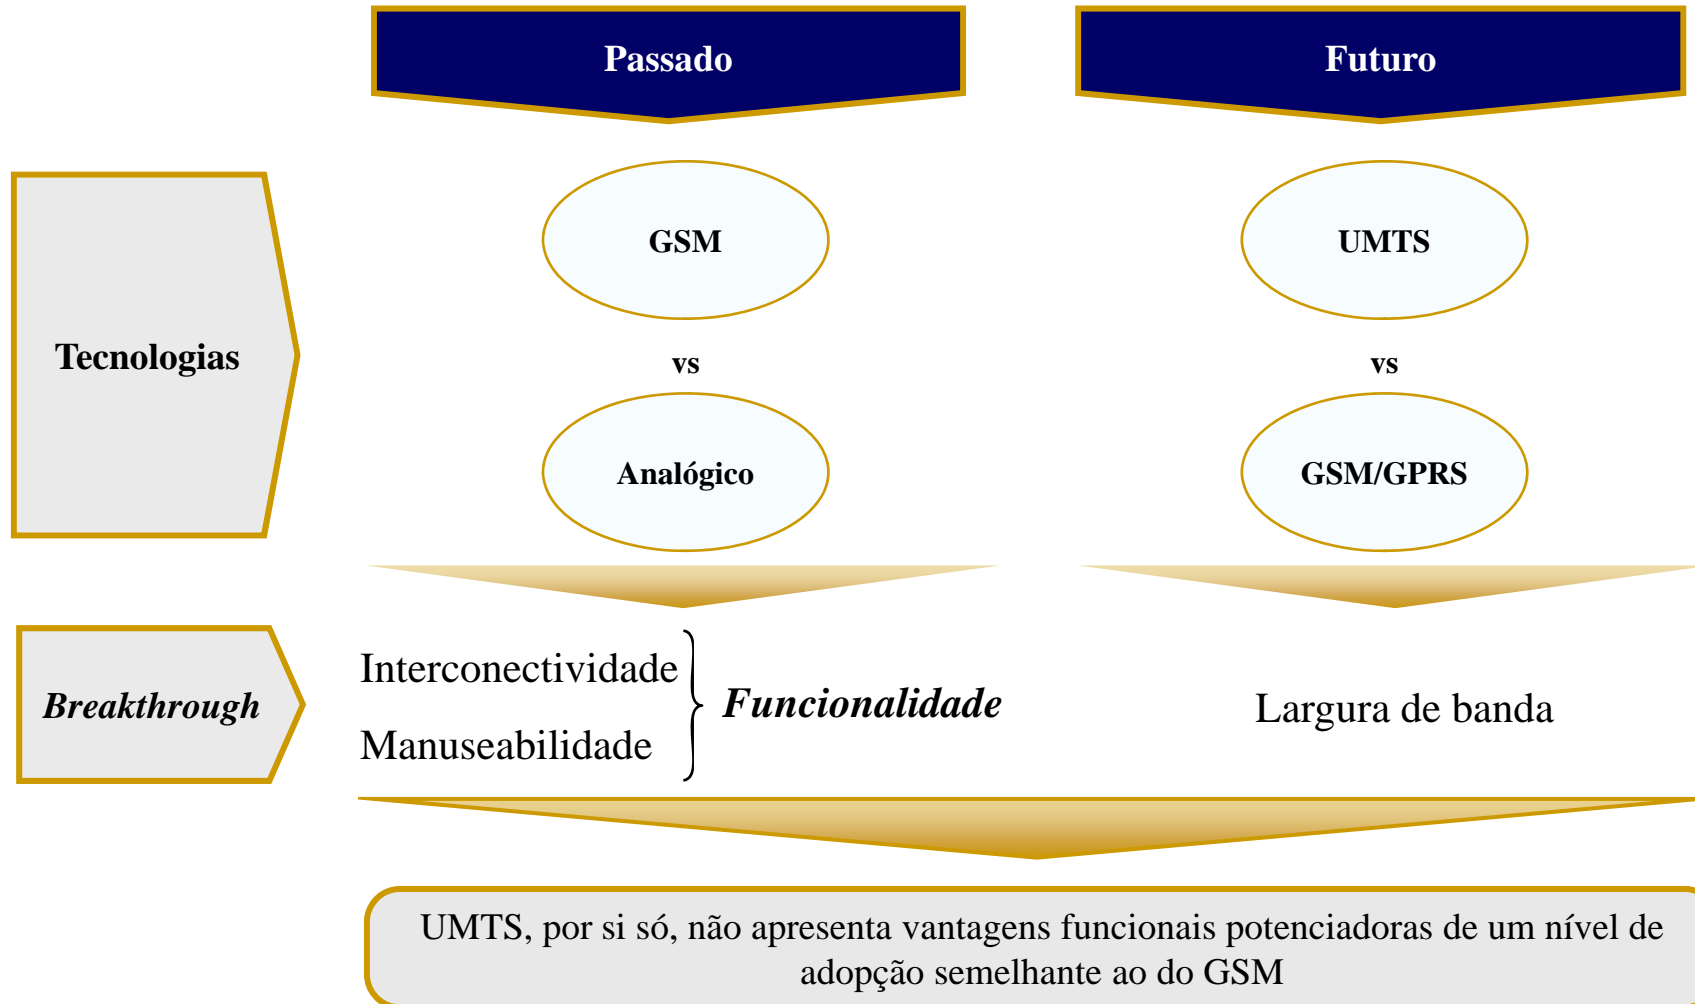 Passado
Futuro
GSM
UMTS
Tecnologias
vs
vs
Analógico
GSM/GPRS
Breakthrough
Interconectividade
Manuseabilidade
Funcionalidade
Largura de banda
UMTS, por si só, não apresenta vantagens funcionais potenciadoras de um nível de
adopção semelhante ao do GSM